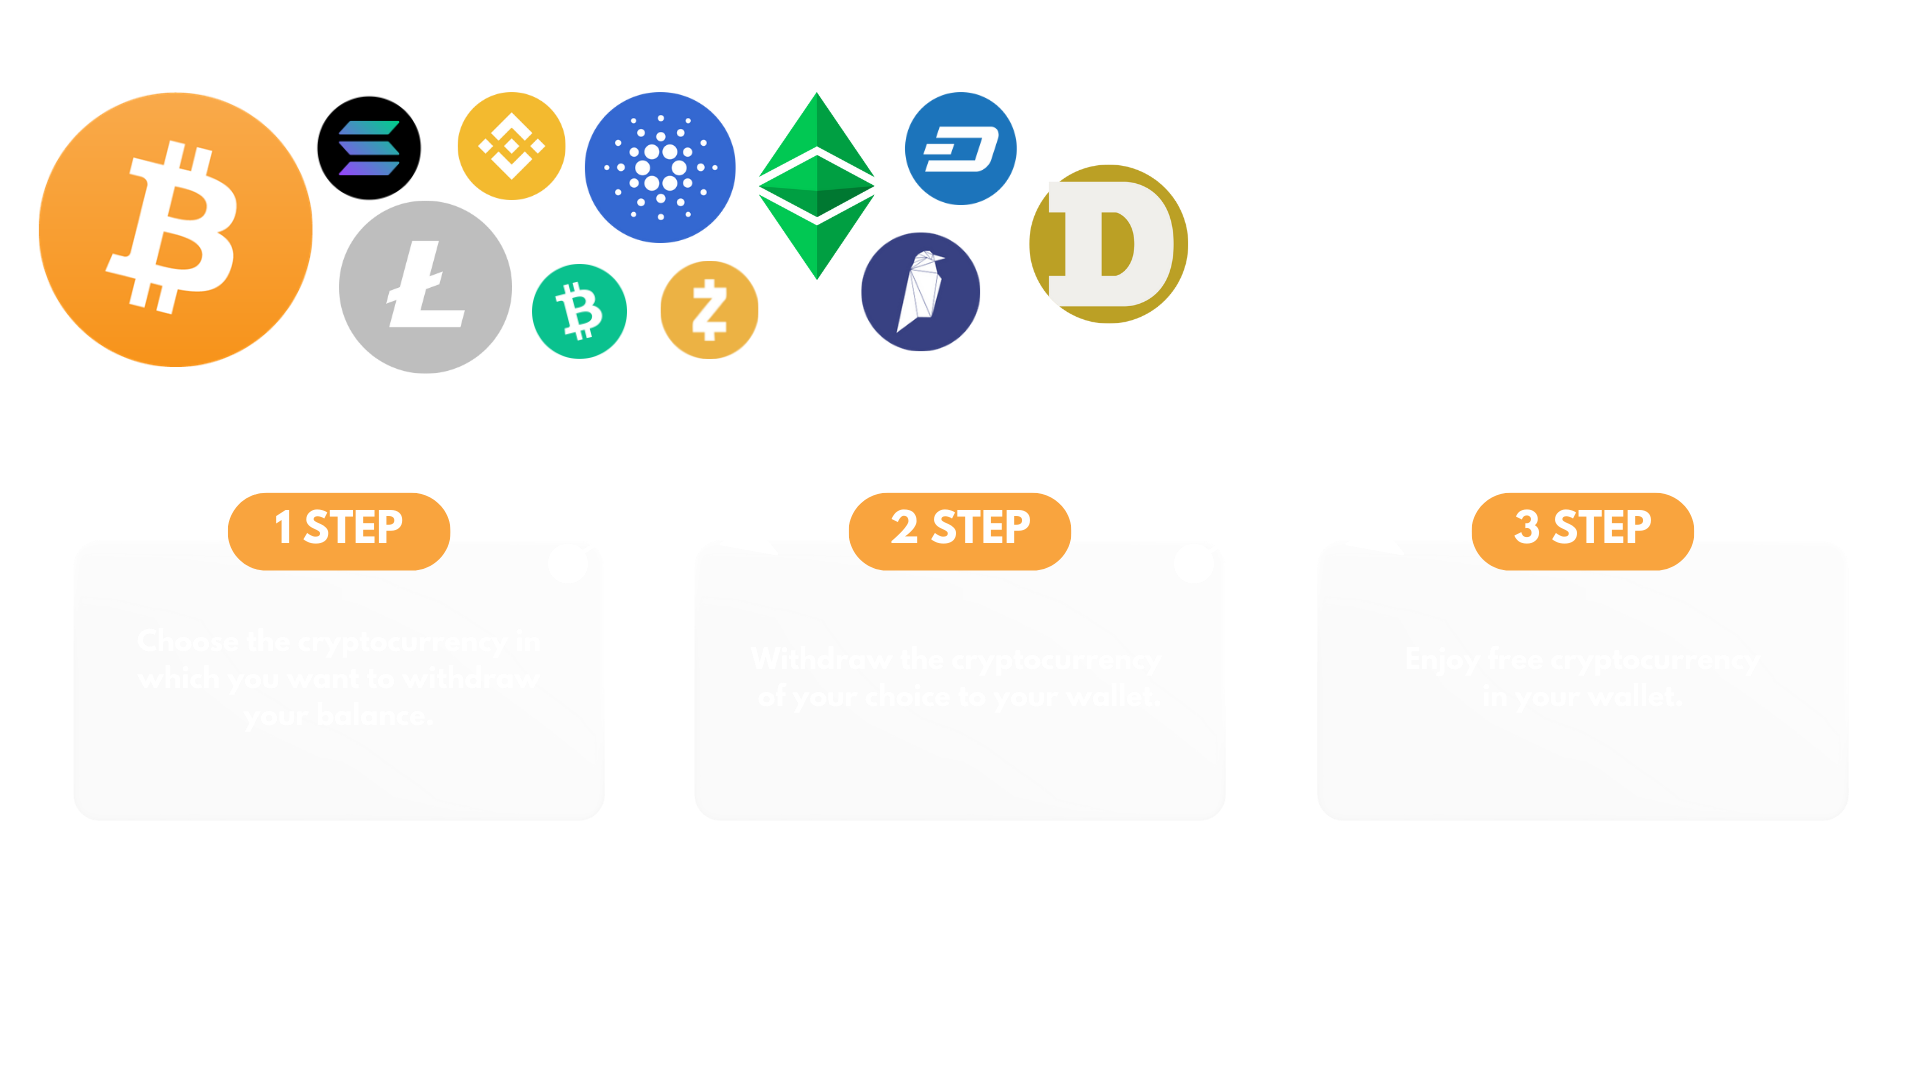 1 STEP
Choose the cryptocurrency in
which you want to withdraw
your balance.
2 STEP
Withdraw the cryptocurrency
of your choice to your wallet.
3 STEP
Enjoy free cryptocurrency
in your wallet.